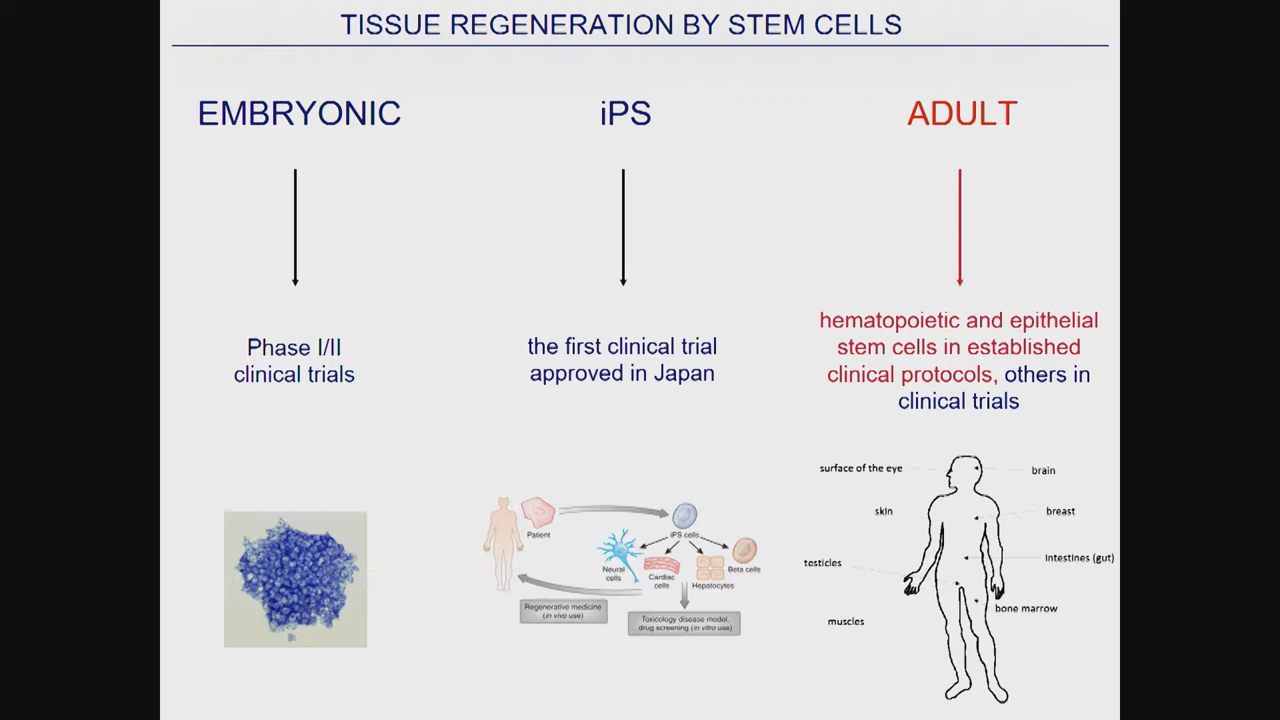 TISSUE REGENERATION BY STEM CELLS
EMBRYONIC
iPS
ADULT
Phase I/II
clinical trials
the first clinical trial
approved in Japan
hematopoietic and epithelial
stem cells in established
clinical protocols, others in
clinical trials
Patient
iPS cells
Neural
cells
Cardiac
cells
Hepatocytes
Beta cells
Regenerative medicine
(in vivo use)
Toxicology disease model,
drug screening (in vitro use)
surface of the eye
brain
skin
breast
testicles
Intestines (gut)
bone marrow
muscles